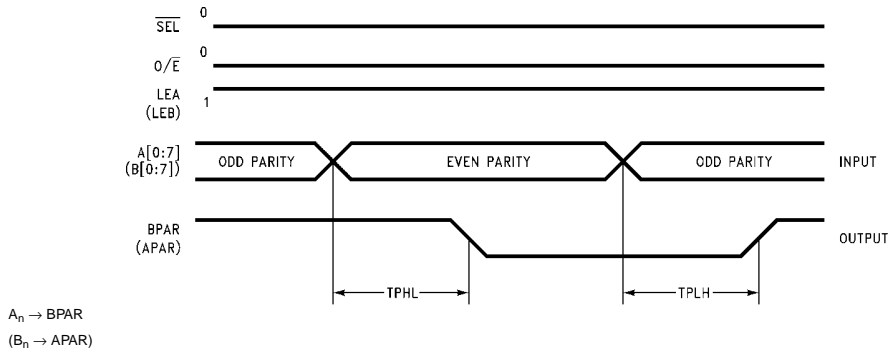 SEL 0
O/E 0
LEA
(LEB) 1
A[0:7]
(B[0:7]) ODD PARITY EVEN PARITY ODD PARITY INPUT
BPAR
(APAR) OUTPUT
TPHL TPLH
An → BPAR
(Bn → APAR)